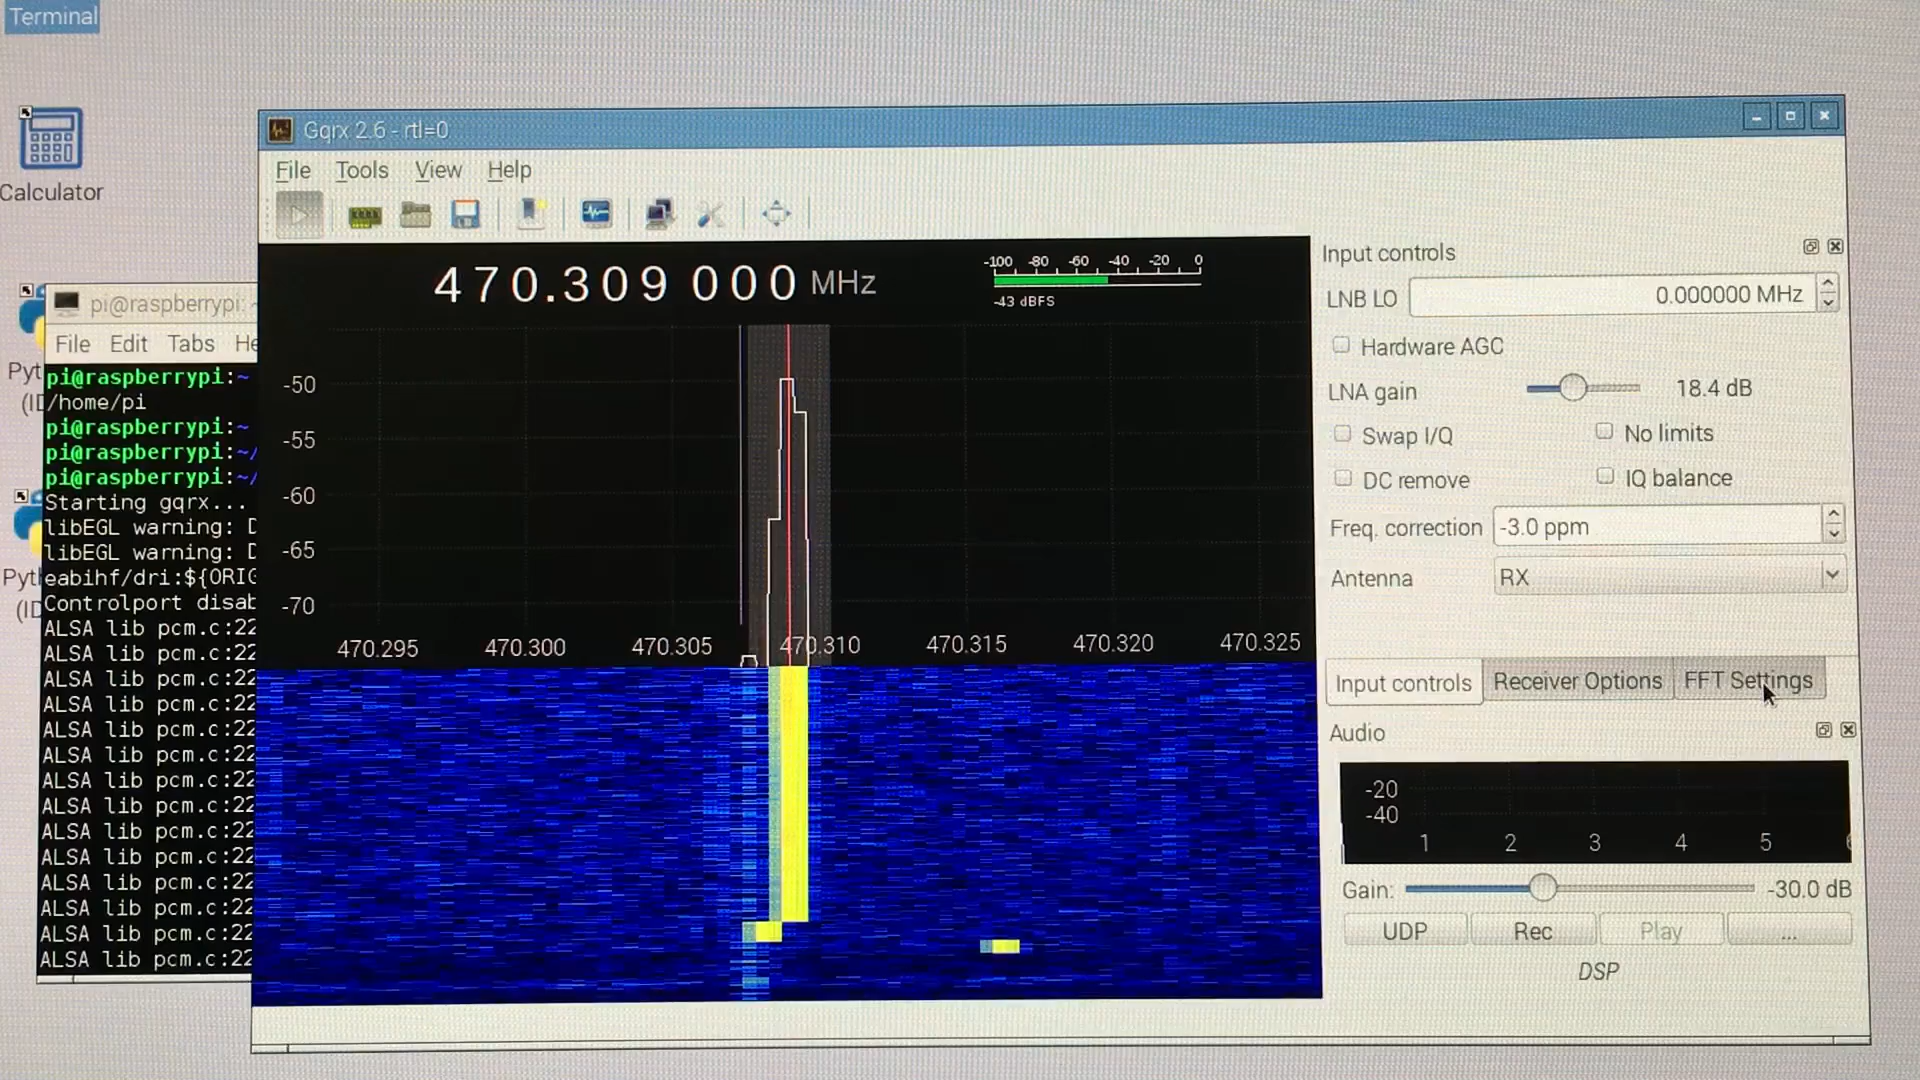 Terminal
Calculator
Gqrx 2.6 - rtl=0
File Tools View Help
pi@raspberrypi: ~
File Edit Tabs He
pi@raspberrypi:~
/home/pi
pi@raspberrypi:~
pi@raspberrypi:~/
pi@raspberrypi:~/
Starting gqrx...
libEGL warning: D
libEGL warning: D
eabihf/dri:${ORIG
Controlport disab
ALSA lib pcm.c:22
ALSA lib pcm.c:22
ALSA lib pcm.c:22
ALSA lib pcm.c:22
ALSA lib pcm.c:22
ALSA lib pcm.c:22
ALSA lib pcm.c:22
ALSA lib pcm.c:22
ALSA lib pcm.c:22
ALSA lib pcm.c:22
ALSA lib pcm.c:22
ALSA lib pcm.c:22
ALSA lib pcm.c:22
ALSA lib pcm.c:22
Pyt
(ID
Pyth
(ID
470.309 000 MHz
-100 -80 -60 -40 -20 0
-43 dBFS
-50
-55
-60
-65
-70
470.295 470.300 470.305 470.310 470.315 470.320 470.325
Input controls
LNB LO 0.000000 MHz
Hardware AGC
LNA gain 18.4 dB
Swap I/Q No limits
DC remove IQ balance
Freq. correction -3.0 ppm
Antenna RX
Input controls Receiver Options FFT Settings
Audio
-20
-40
1 2 3 4 5
Gain: -30.0 dB
UDP Rec Play ...
DSP